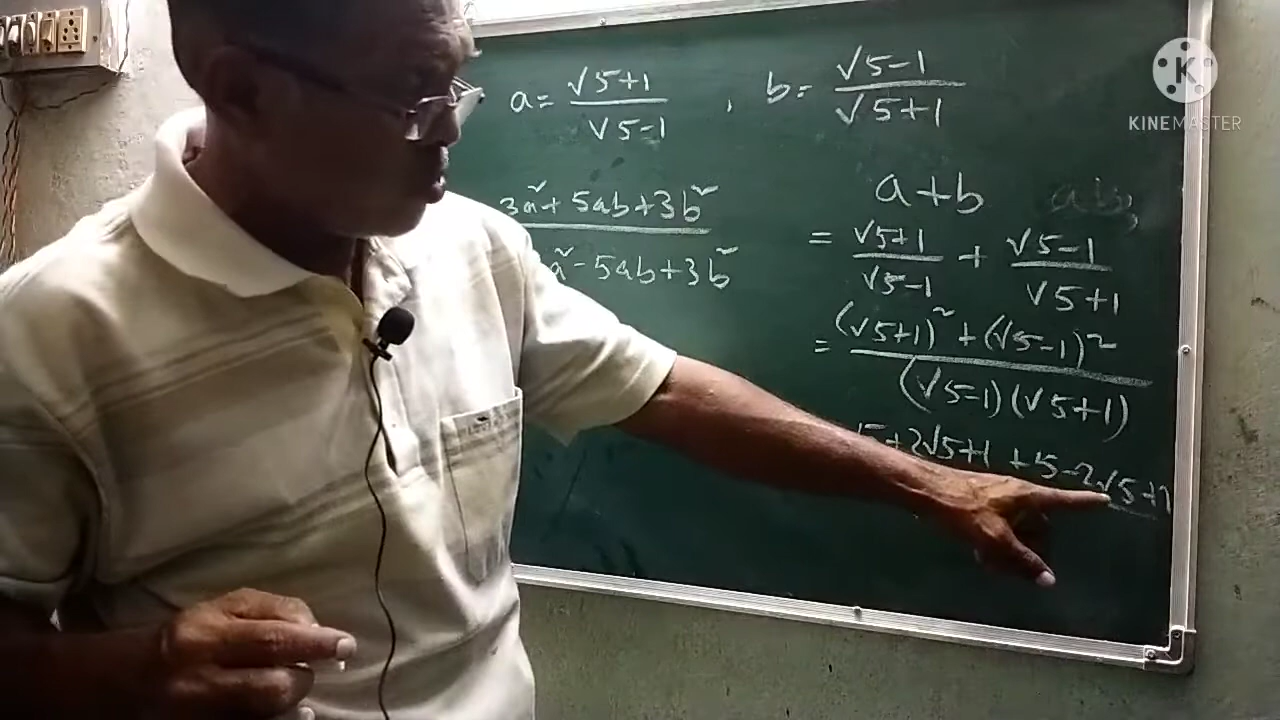 a = √5+1 / √5-1 , b = √5-1 / √5+1
3a² + 5ab + 3b² / a² - 5ab + 3b²
a + b ab,
= √5+1 / √5-1 + √5-1 / √5+1
= (√5+1)² + (√5-1)² / (√5-1)(√5+1)
5+2√5+1 +5-2√5+1
KINEMASTER